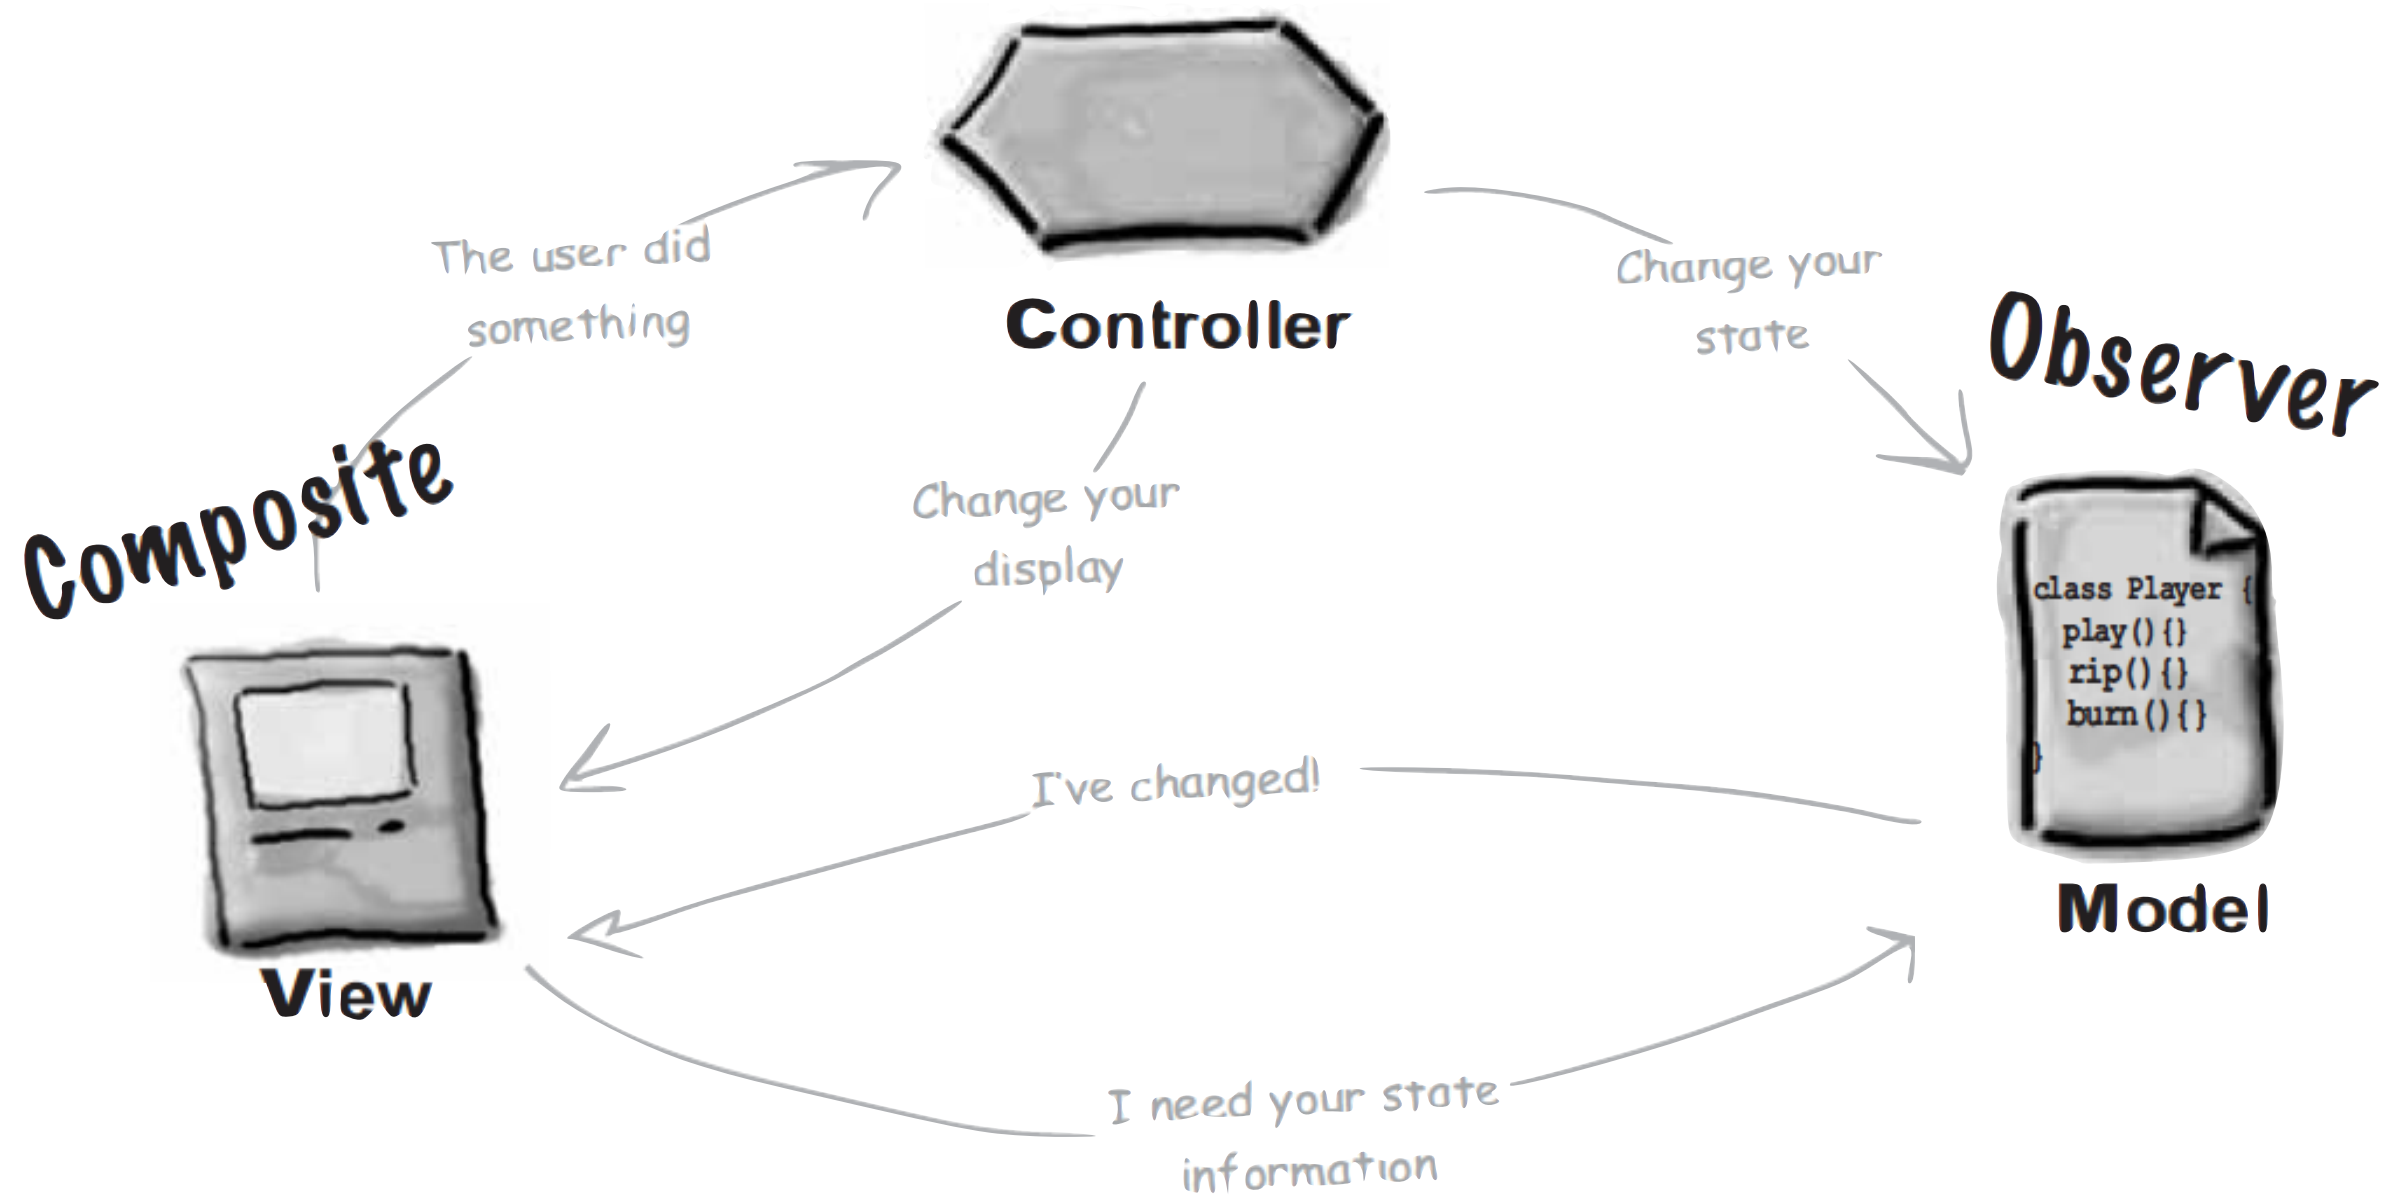 The user did
something
Controller
Change your
state
Observer
Composite
Change your
display
class Player {
play(){}
rip(){}
burn(){}
}
I've changed!
Model
View
I need your state
information